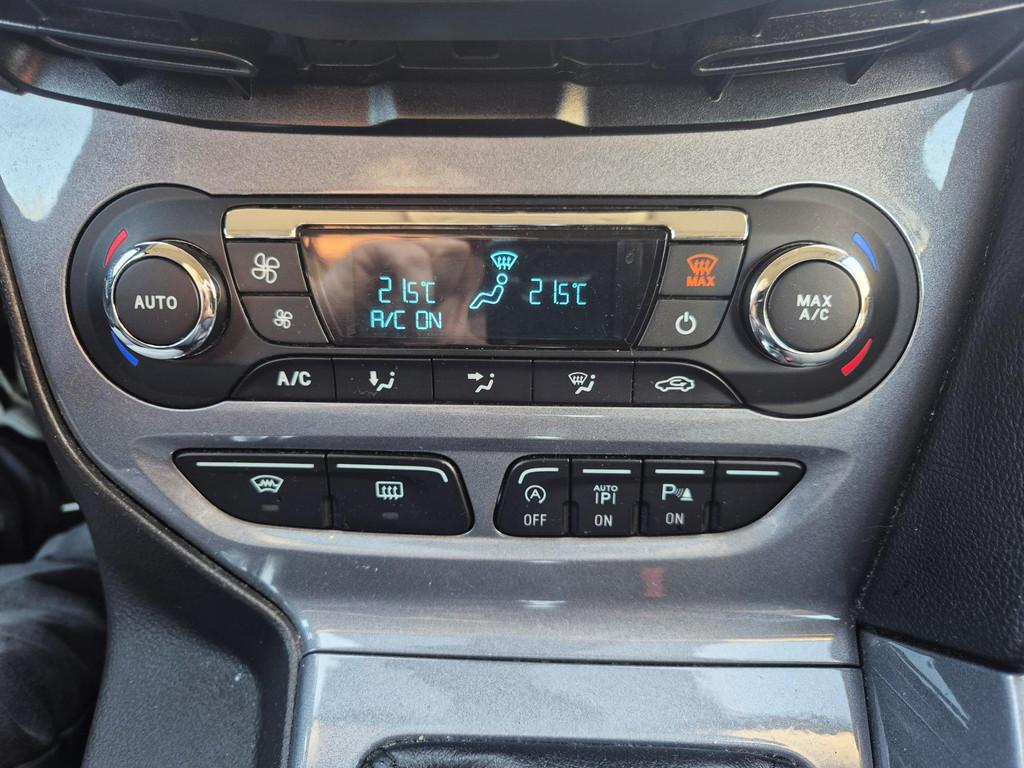 AUTO
21.5°C
21.5°C
A/C ON
MAX
MAX
A/C
A/C
A
OFF
AUTO
P
ON
P
ON